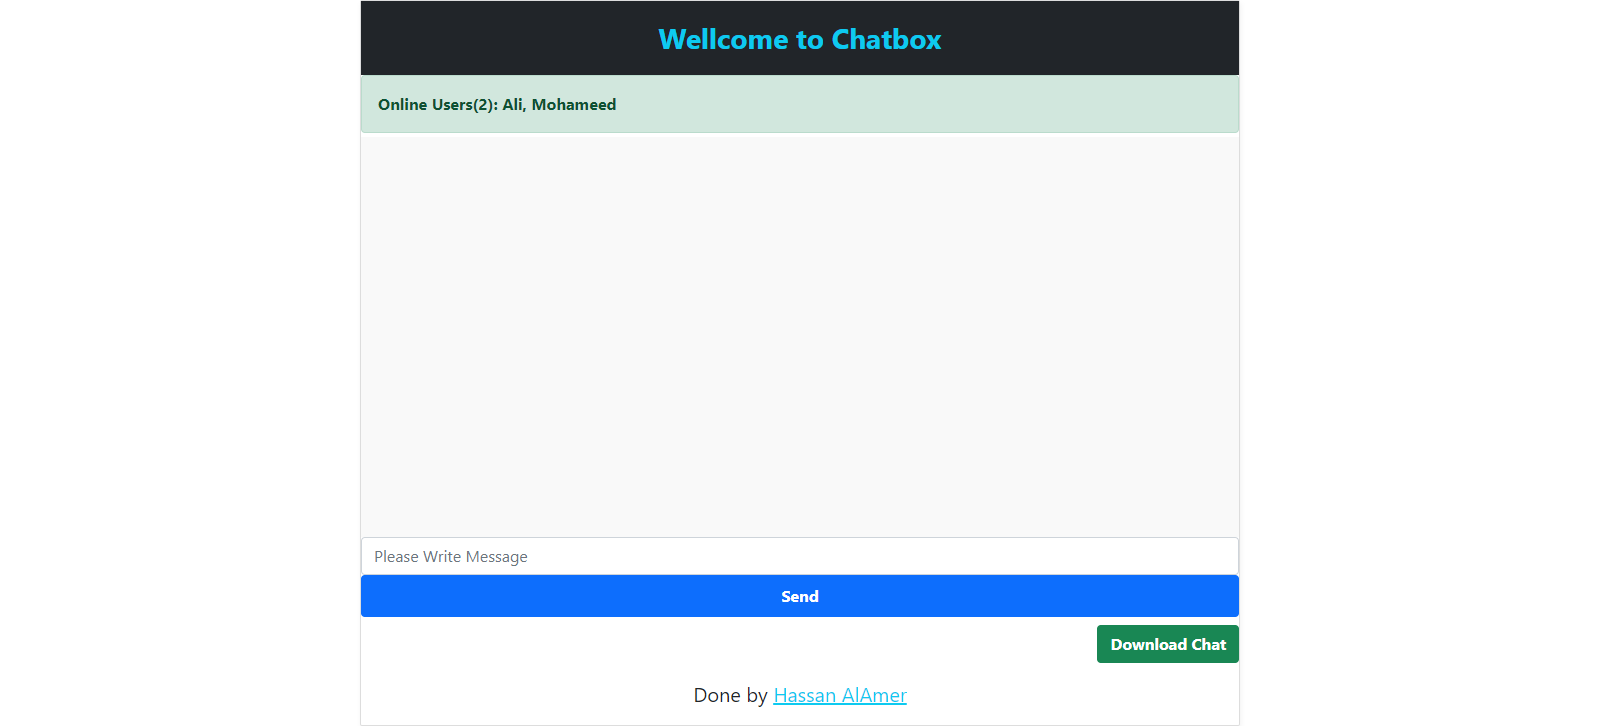 Wellcome to Chatbox
Online Users(2): Ali, Mohameed
Please Write Message
Send
Download Chat
Done by Hassan AlAmer